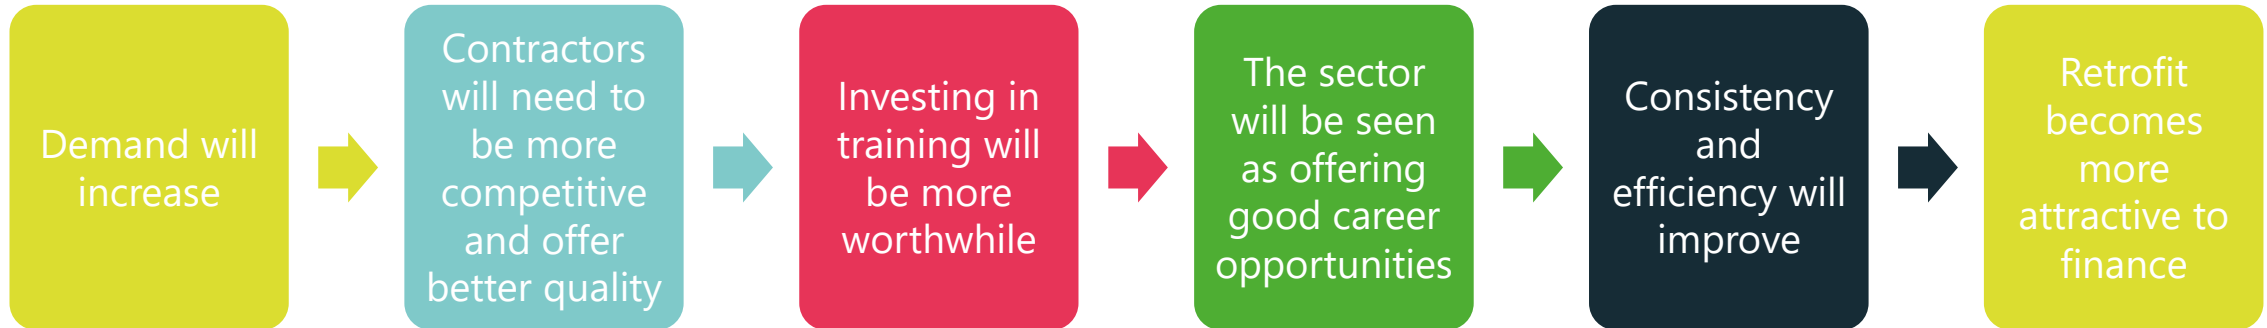 Demand will
increase
Contractors
will need to
be more
competitive
and offer
better quality
Investing in
training will
be more
worthwhile
The sector
will be seen
as offering
good career
opportunities
Consistency
and
efficiency will
improve
Retrofit
becomes
more
attractive to
finance